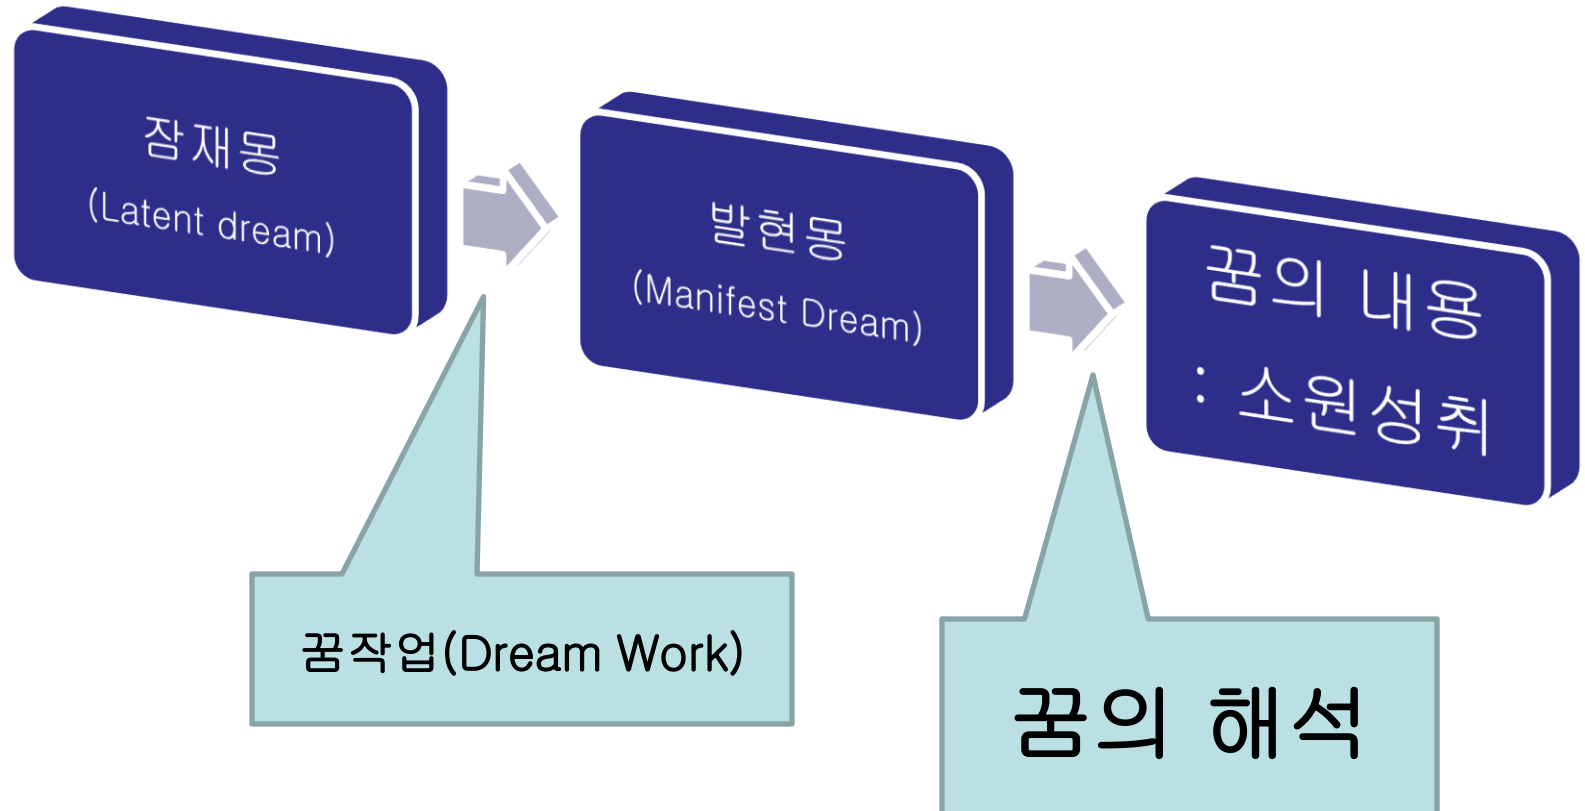 잠재몽
(Latent dream)
발현몽
(Manifest Dream)
꿈의 내용
: 소원성취
꿈작업(Dream Work)
꿈의 해석